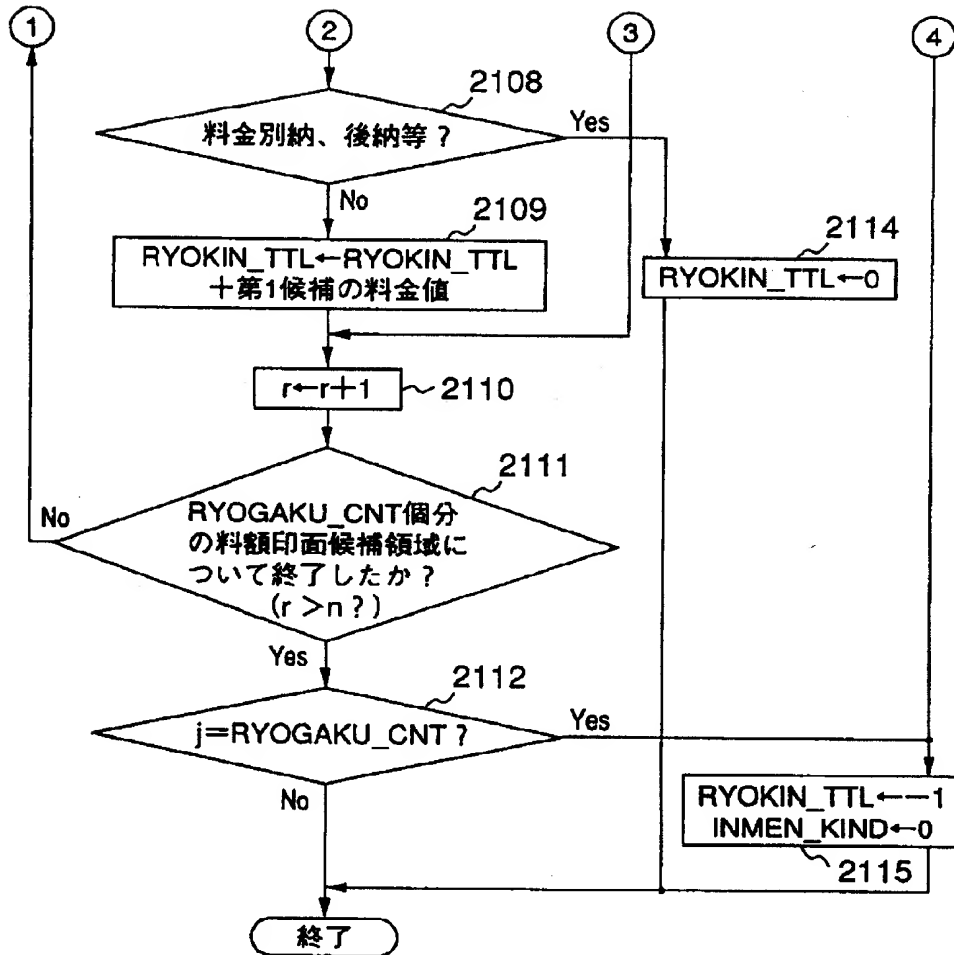 1
2
3
4
2108
料金別納、後納等?
Yes
No
2109
RYOKIN_TTL←RYOKIN_TTL
+第1候補の料金値
2114
RYOKIN_TTL←0
r←r+1
2110
2111
RYOGAKU_CNT個分
の料額印面候補領域に
ついて終了したか?
(r>n?)
No
Yes
2112
j=RYOGAKU_CNT?
Yes
No
RYOKIN_TTL←-1
INMEN_KIND←0
2115
終了